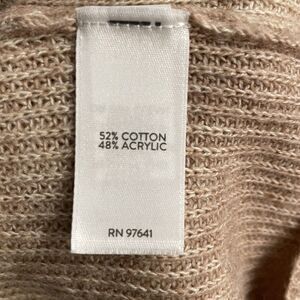 52% COTTON
48% ACRYLIC
RN 97641